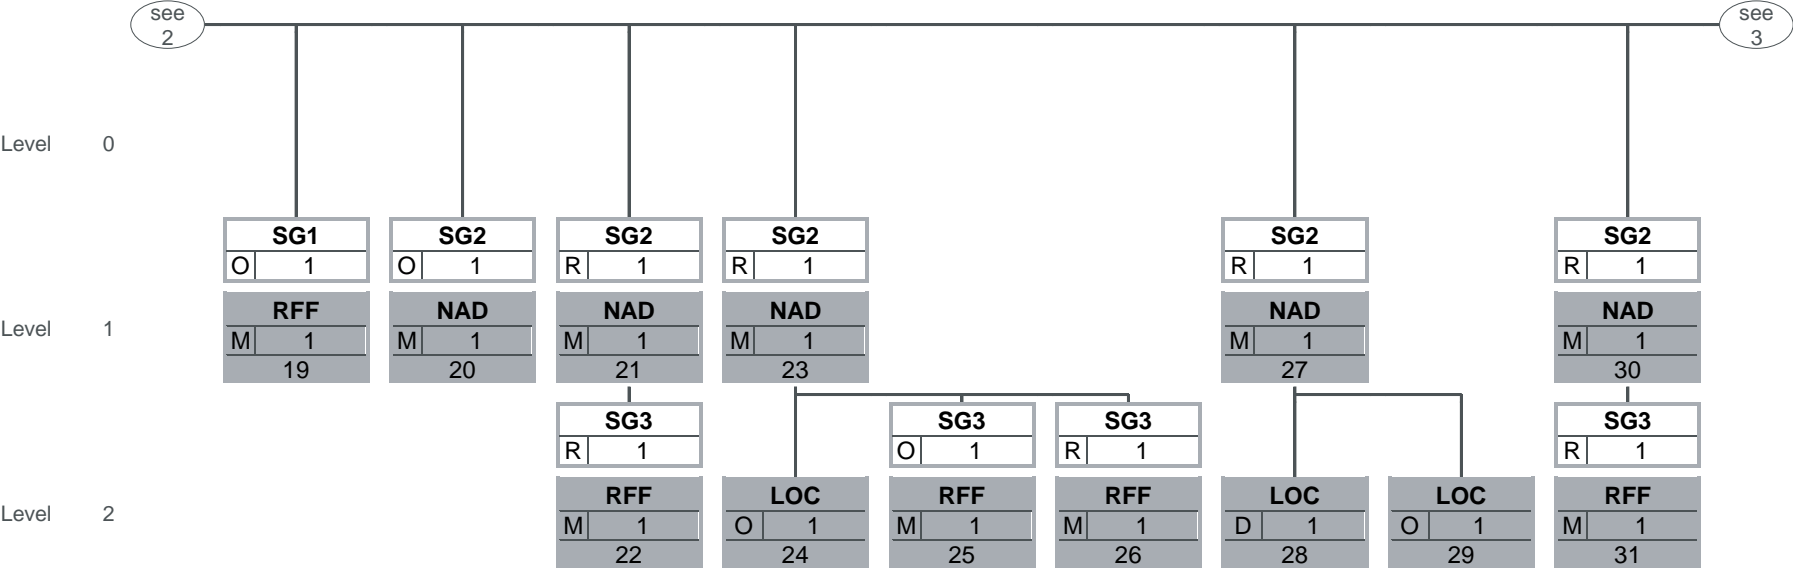 see
2
see
3
Level 0
SG1 SG2 SG2 SG2 SG2 SG2
O 1 O 1 R 1 R 1 R 1 R 1
RFF NAD NAD NAD NAD NAD
Level 1
M 1 M 1 M 1 M 1 M 1 M 1
19 20 21 23 27 30
SG3 SG3 SG3 SG3
R 1 O 1 R 1 R 1
RFF LOC RFF RFF LOC LOC RFF
Level 2
M 1 O 1 M 1 M 1 D 1 O 1 M 1
22 24 25 26 28 29 31